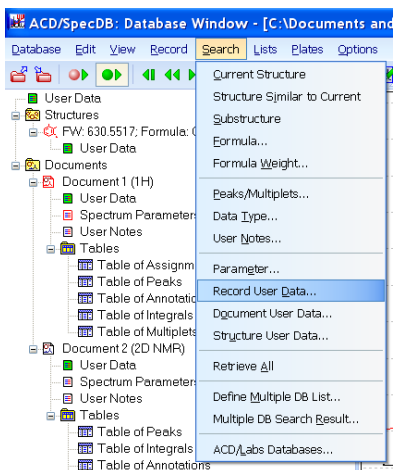 ACD/SpecDB: Database Window - [C:\Documents and
Database Edit View Record Search Lists Plates Options
User Data
Structures
FW: 630.5517; Formula:
User Data
Documents
Document 1 (1H)
User Data
Spectrum Parameters
User Notes
Tables
Table of Assignm
Table of Peaks
Table of Annotatio
Table of Integrals
Table of Multiplets
Document 2 (2D NMR)
User Data
Spectrum Parameters
User Notes
Tables
Table of Peaks
Table of Integrals
Table of Annotations
Current Structure
Structure Similar to Current
Substructure
Formula...
Formula Weight...
Peaks/Multiplets...
Data Type...
User Notes...
Parameter...
Record User Data...
Document User Data...
Structure User Data...
Retrieve All
Define Multiple DB List...
Multiple DB Search Result...
ACD/Labs Databases...